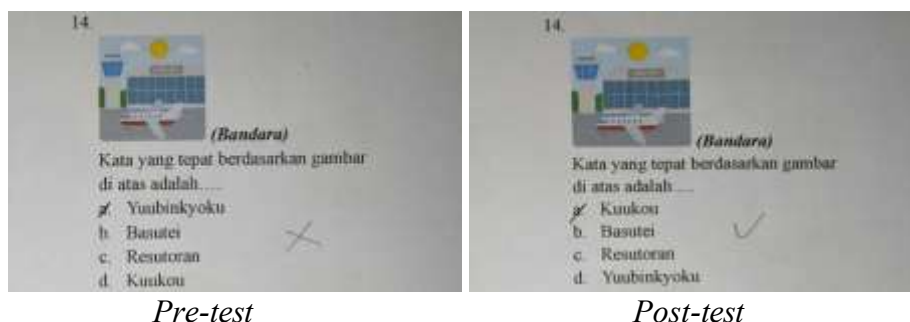 14.
(Bandara)
Kata yang tepat berdasarkan gambar
di atas adalah.....
a. Yuubinkyoku
b. Basutei
c. Resutoran
d. Kuukou
Pre-test
14.
(Bandara)
Kata yang tepat berdasarkan gambar
di atas adalah.....
a. Kuukou
b. Basutei
c. Resutoran
d. Yuubinkyoku
Post-test